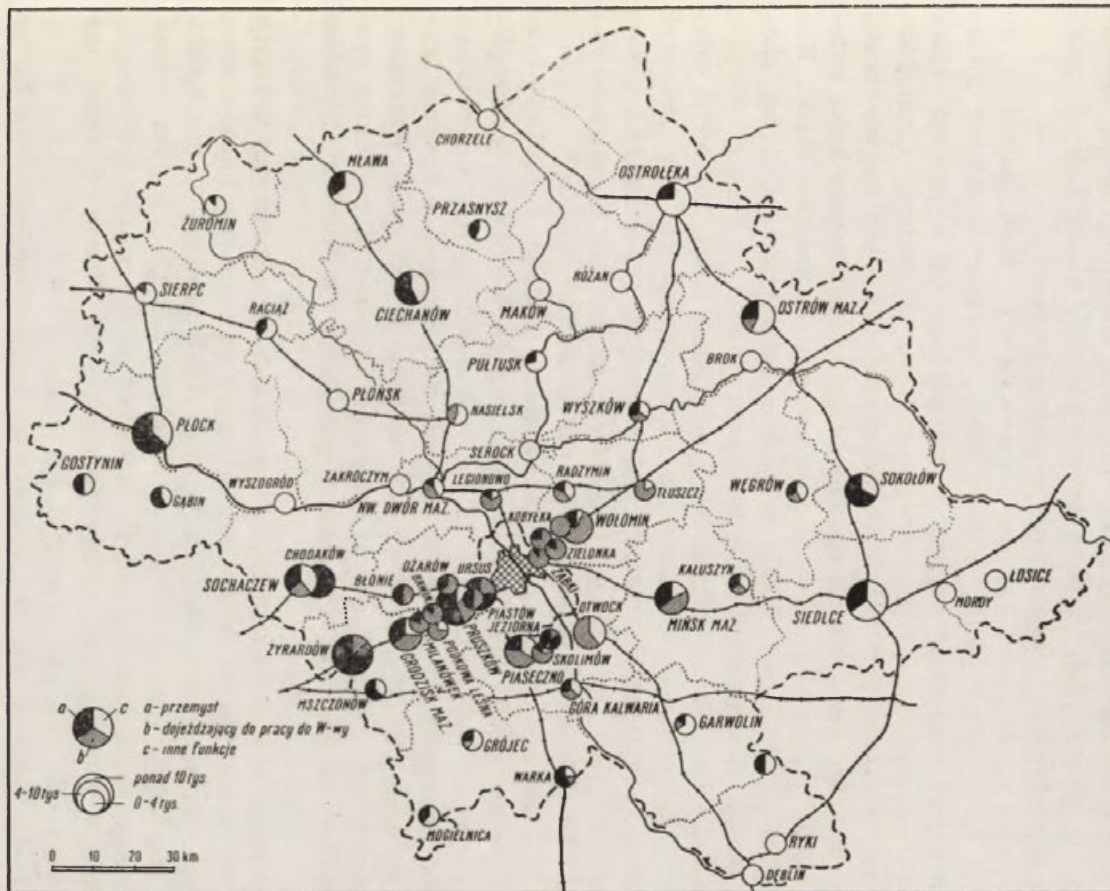 CHORZELE
MŁAWA
OSTROŁĘKA
ŻUROMIN
PRZASNYSZ
RÓŻAN
SIERPC
MAKÓW
OSTRÓW MAZ.
RACIĄŻ
CIECHANÓW
PUŁTUSK
BROK
PŁOŃSK
NASIELSK
WYSZKÓW
PŁOCK
SEROCK
GOSTYNIN
ZAKROCZYM
LEGIONOWO
RADZYMIN
TŁUSZCZ
WĘGRÓW
SOKOŁÓW
GĄBIN
WYSZOGRÓD
NW. DWÓR MAZ.
KOBYŁKA
WOŁOMIN
CHODAKÓW
OŻARÓW
URSUS
ZIELONKA
SOCHACZEW
BŁONIE
ZĄBKI
KAŁUSZYN
ŁOSICE
PIASTÓW
OTWOCK
MORDY
JEZIORNA
MIŃSK MAZ
SIEDLCE
ŻYRARDÓW
PRUSZKÓW
SKOLIMÓW
PODKOWA LEŚNA
MILANÓWEK
GRODZISK MAZ.
PIASECZNO
MSZCZONÓW
GÓRA KALWARIA
GARWOLIN
GRÓJEC
WARKA
MOGIELNICA
RYKI
DĘBLIN
a c a - przemysł
b - dojeżdżający do pracy do W-wy
b c - inne funkcje
ponad 10 tys
4-10 tys
0-4 tys.
0 10 20 30 km